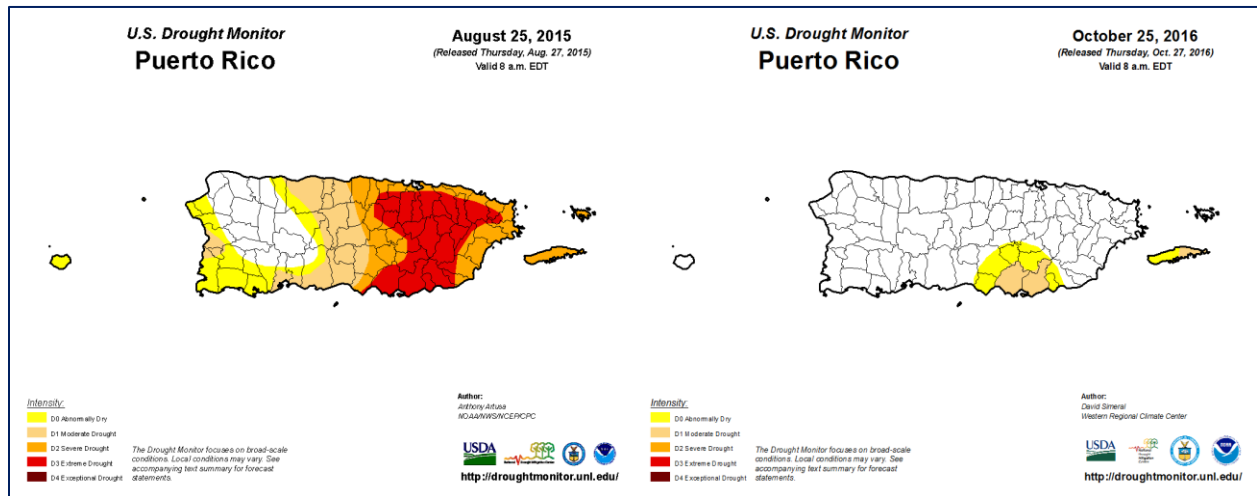 U.S. Drought Monitor
Puerto Rico
August 25, 2015
(Released Thursday, Aug. 27, 2015)
Valid 8 a.m. EDT
Intensity:
D0 Abnormally Dry
D1 Moderate Drought
D2 Severe Drought
D3 Extreme Drought
D4 Exceptional Drought
The Drought Monitor focuses on broad-scale
conditions. Local conditions may vary. See
accompanying text summary for forecast
statements.
Author:
Anthony Artusa
NOAA/NWS/NCEP/CPC
USDA
http://droughtmonitor.unl.edu/
U.S. Drought Monitor
Puerto Rico
October 25, 2016
(Released Thursday, Oct. 27, 2016)
Valid 8 a.m. EDT
Intensity:
D0 Abnormally Dry
D1 Moderate Drought
D2 Severe Drought
D3 Extreme Drought
D4 Exceptional Drought
The Drought Monitor focuses on broad-scale
conditions. Local conditions may vary. See
accompanying text summary for forecast
statements.
Author:
David Simeral
Western Regional Climate Center
USDA
http://droughtmonitor.unl.edu/